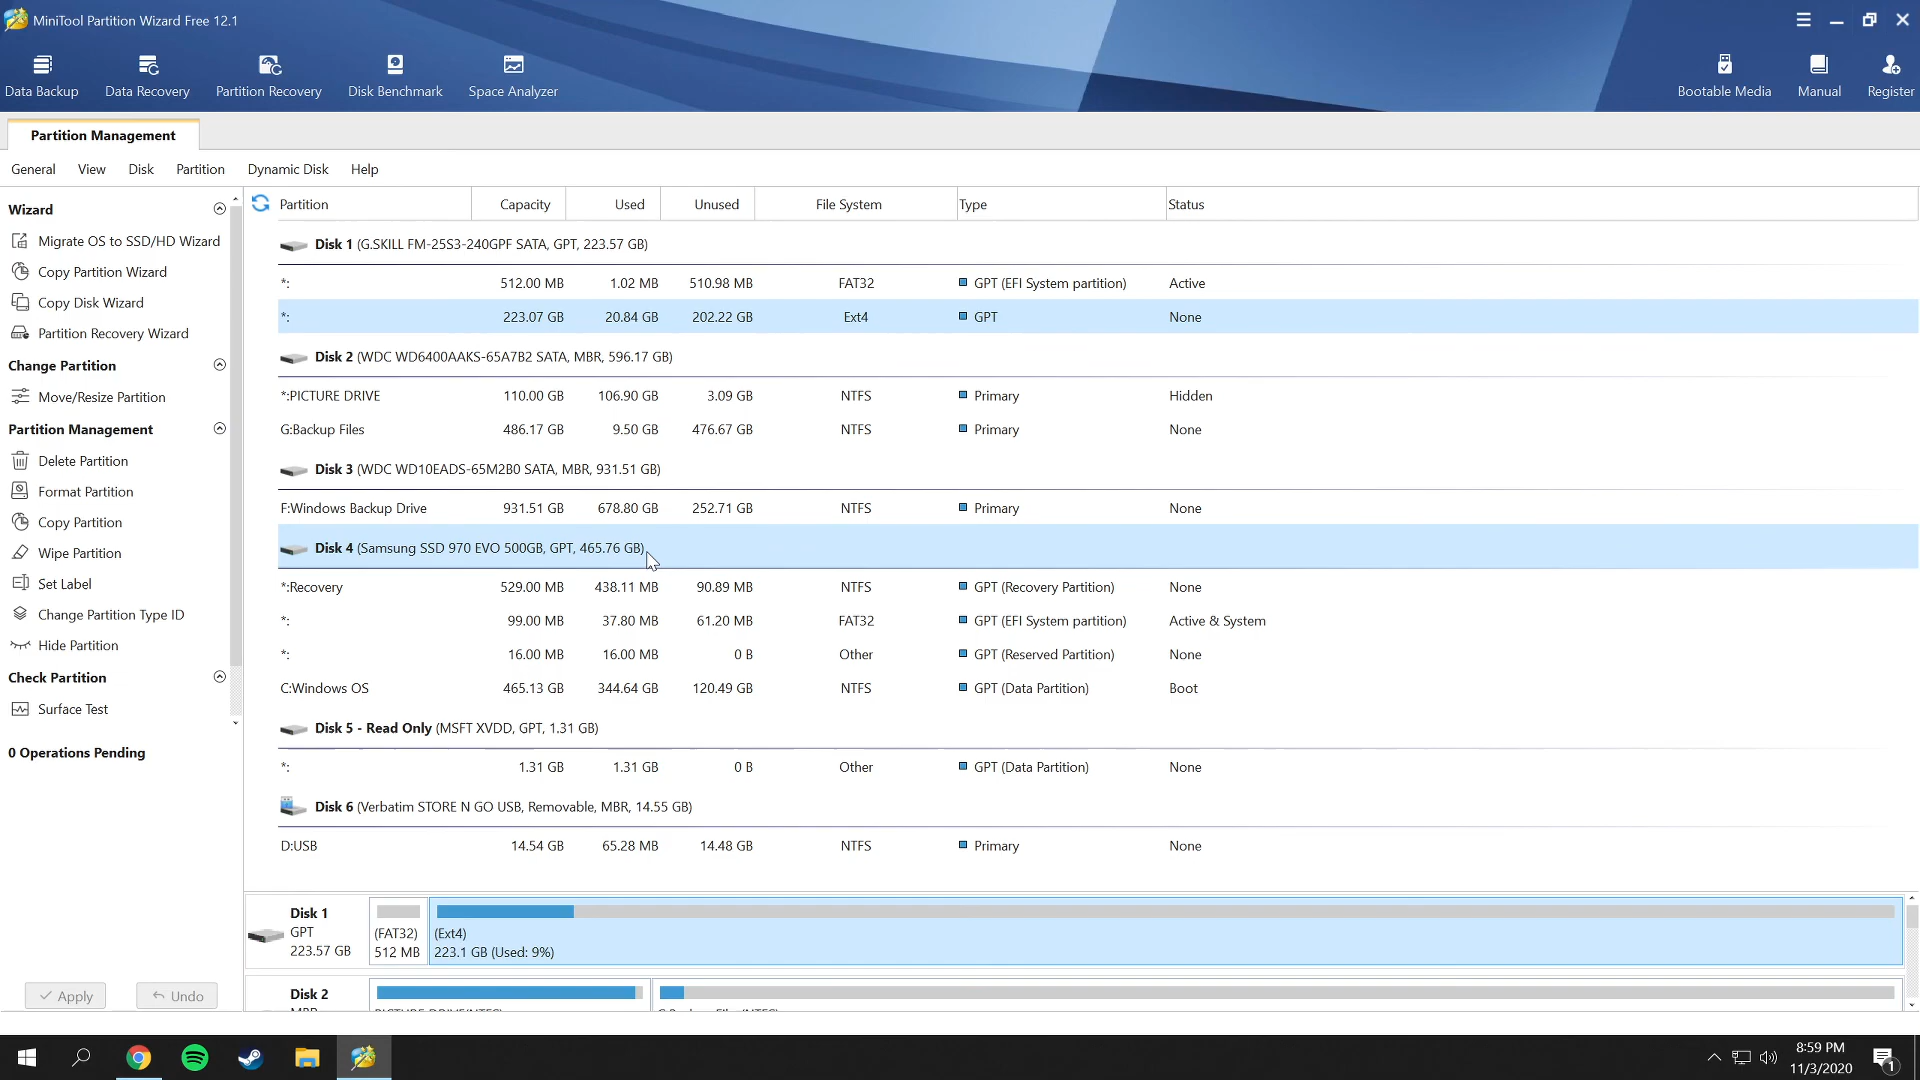 MiniTool Partition Wizard Free 12.1
Data Backup Data Recovery Partition Recovery Disk Benchmark Space Analyzer Bootable Media Manual Register
Partition Management
General View Disk Partition Dynamic Disk Help
Wizard
Migrate OS to SSD/HD Wizard
Copy Partition Wizard
Copy Disk Wizard
Partition Recovery Wizard
Change Partition
Move/Resize Partition
Partition Management
Delete Partition
Format Partition
Copy Partition
Wipe Partition
Set Label
Change Partition Type ID
Hide Partition
Check Partition
Surface Test
0 Operations Pending
Apply Undo
Partition Capacity Used Unused File System Type Status
Disk 1 (G.SKILL FM-25S3-240GPF SATA, GPT, 223.57 GB)
*: 512.00 MB 1.02 MB 510.98 MB FAT32 GPT (EFI System partition) Active
*: 223.07 GB 20.84 GB 202.22 GB Ext4 GPT None
Disk 2 (WDC WD6400AAKS-65A7B2 SATA, MBR, 596.17 GB)
*:PICTURE DRIVE 110.00 GB 106.90 GB 3.09 GB NTFS Primary Hidden
G:Backup Files 486.17 GB 9.50 GB 476.67 GB NTFS Primary None
Disk 3 (WDC WD10EADS-65M2B0 SATA, MBR, 931.51 GB)
F:Windows Backup Drive 931.51 GB 678.80 GB 252.71 GB NTFS Primary None
Disk 4 (Samsung SSD 970 EVO 500GB, GPT, 465.76 GB)
*:Recovery 529.00 MB 438.11 MB 90.89 MB NTFS GPT (Recovery Partition) None
*: 99.00 MB 37.80 MB 61.20 MB FAT32 GPT (EFI System partition) Active & System
*: 16.00 MB 16.00 MB 0 B Other GPT (Reserved Partition) None
C:Windows OS 465.13 GB 344.64 GB 120.49 GB NTFS GPT (Data Partition) Boot
Disk 5 - Read Only (MSFT XVDD, GPT, 1.31 GB)
*: 1.31 GB 1.31 GB 0 B Other GPT (Data Partition) None
Disk 6 (Verbatim STORE N GO USB, Removable, MBR, 14.55 GB)
D:USB 14.54 GB 65.28 MB 14.48 GB NTFS Primary None
Disk 1
GPT
223.57 GB
(FAT32)
512 MB
(Ext4)
223.1 GB (Used: 9%)
Disk 2
8:59 PM
11/3/2020
1